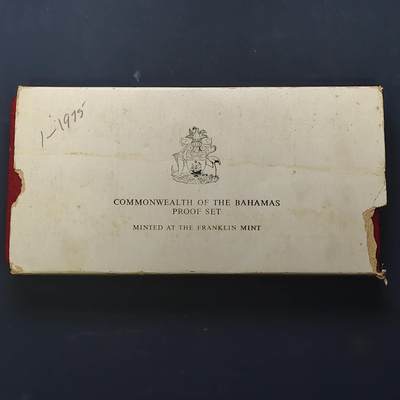 1-1975
COMMONWEALTH OF THE BAHAMAS
PROOF SET
MINTED AT THE FRANKLIN MINT